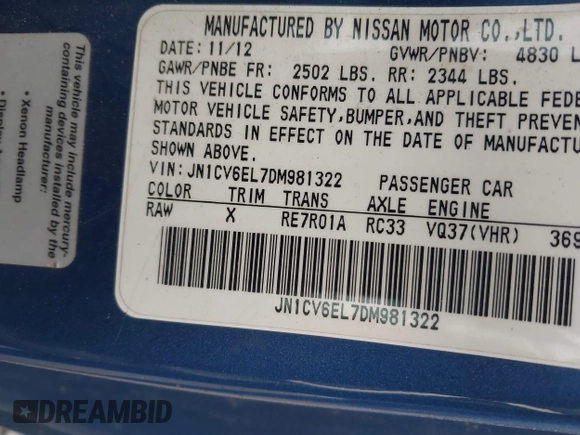 MANUFACTURED BY NISSAN MOTOR CO.,LTD.
DATE: 11/12 GVWR/PNBV: 4830 L
GAWR/PNBE FR: 2502 LBS. RR: 2344 LBS.
THIS VEHICLE CONFORMS TO ALL APPLICABLE FEDE
MOTOR VEHICLE SAFETY,BUMPER,AND THEFT PREVEN
STANDARDS IN EFFECT ON THE DATE OF MANUFACTU
SHOWN ABOVE.
VIN: JN1CV6EL7DM981322 PASSENGER CAR
COLOR TRIM TRANS AXLE ENGINE
RAW X RE7R01A RC33 VQ37(VHR) 369
JN1CV6EL7DM981322
This vehicle may include mercury-
containing devices installed by the
manufacturer:
• Xenon Headlamp
DREAMBID